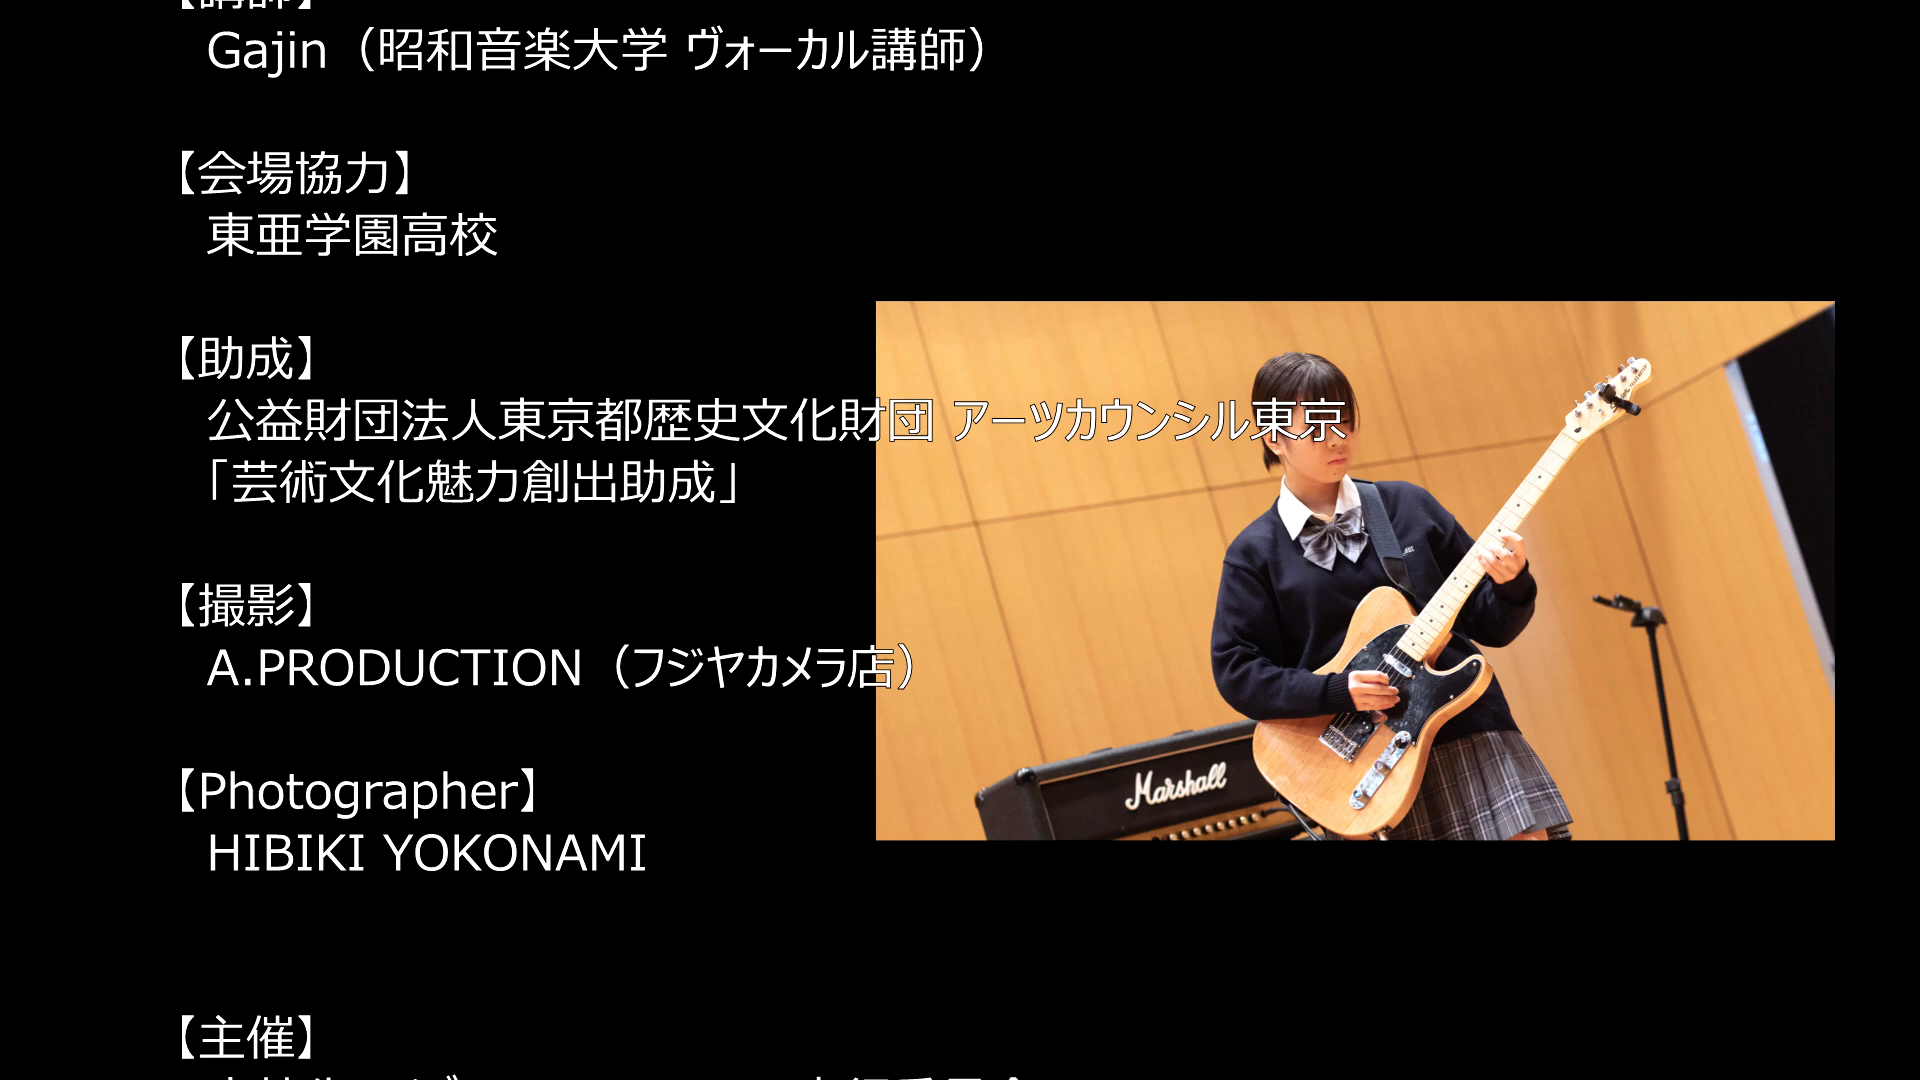 【講師】
Gajin（昭和音楽大学 ヴォーカル講師）
【会場協力】
東亜学園高校
【助成】
公益財団法人東京都歴史文化財団 アーツカウンシル東京
「芸術文化魅力創出助成」
【撮影】
A.PRODUCTION（フジヤカメラ店）
【Photographer】
HIBIKI YOKONAMI
Marshall
【主催】